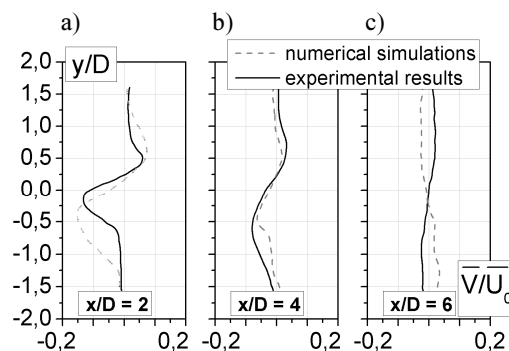 a) b) c)
numerical simulations
experimental results
y/D
2,0
1,5
1,0
0,5
0,0
-0,5
-1,0
-1,5
-2,0
x/D = 2
x/D = 4
x/D = 6
V/U0
-0,2 0,2 -0,2 0,2 -0,2 0,2